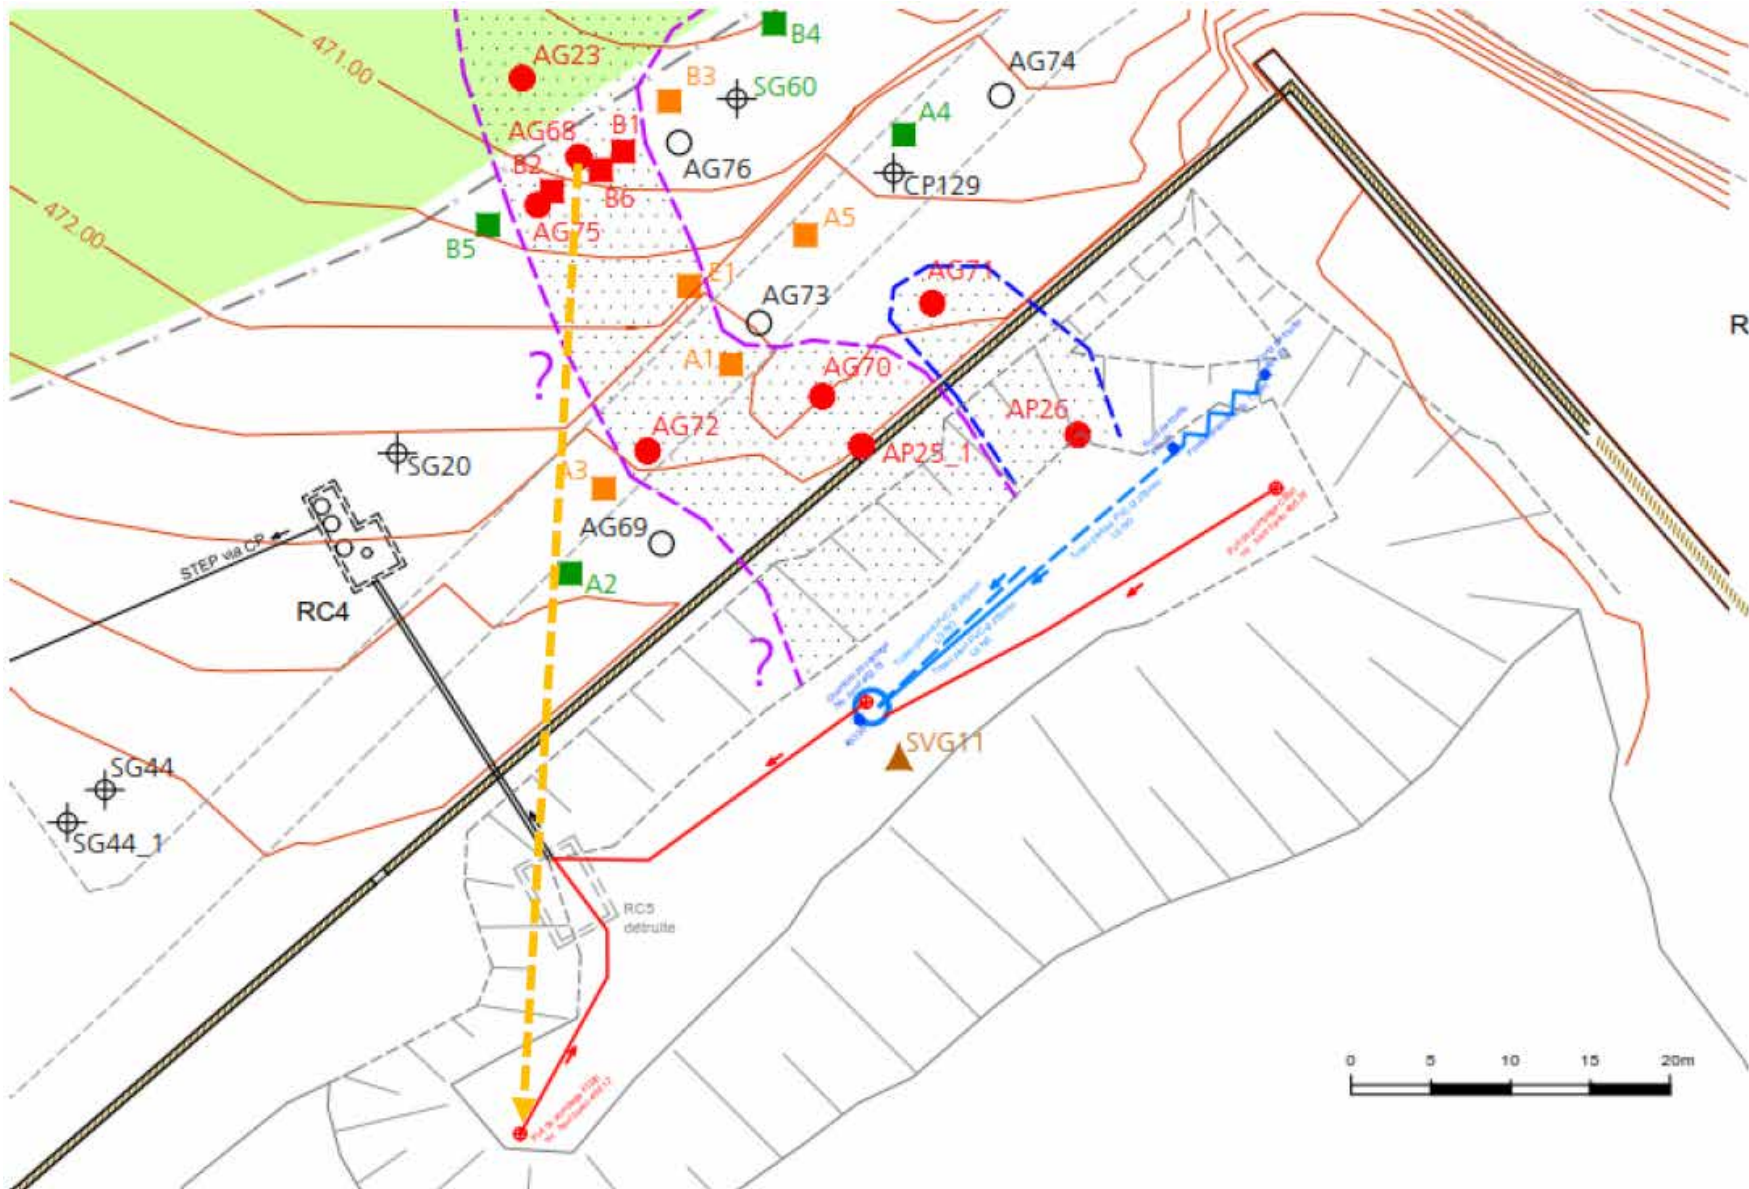 B4
AG23
471.00
AG74
B3
SG60
A4
AG68
B1
AG76
B2
CP129
B6
472.00
A5
AG75
B5
AG71
E1
AG73
R
?
A1
AG70
AP26
AG72
AP25_1
SG20
A3
AG69
STEP via CP
A2
RC4
?
SVG11
SG44
SG44_1
RC5
détruite
0 5 10 15 20m